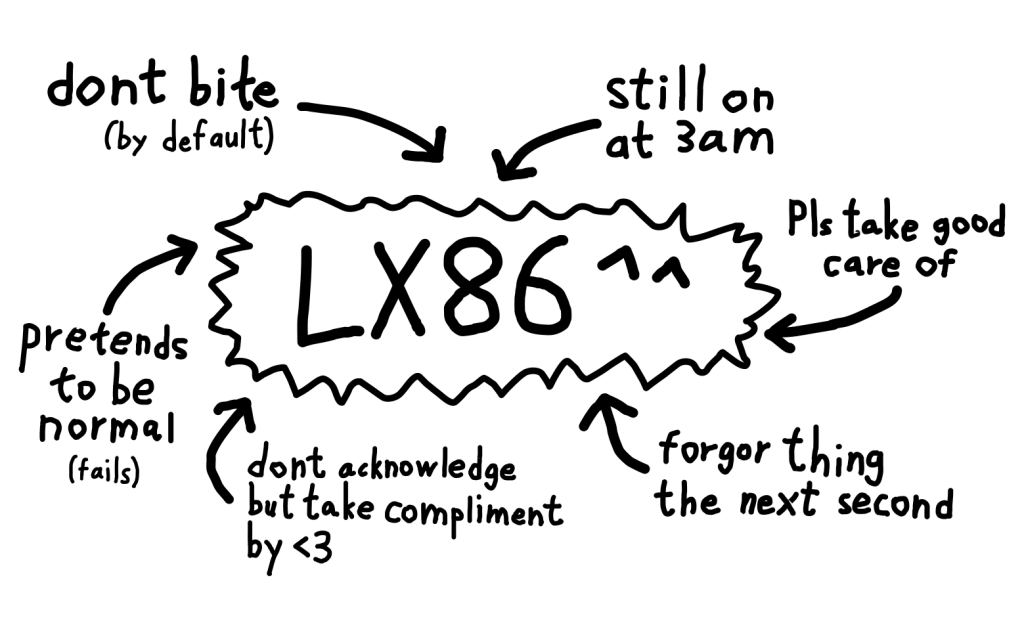 dont bite
(by default)
still on
at 3am
Pls take good
care of
LX86 ^^
pretends
to be
normal
(fails)
dont acknowledge
but take compliment
by <3
forgor thing
the next second